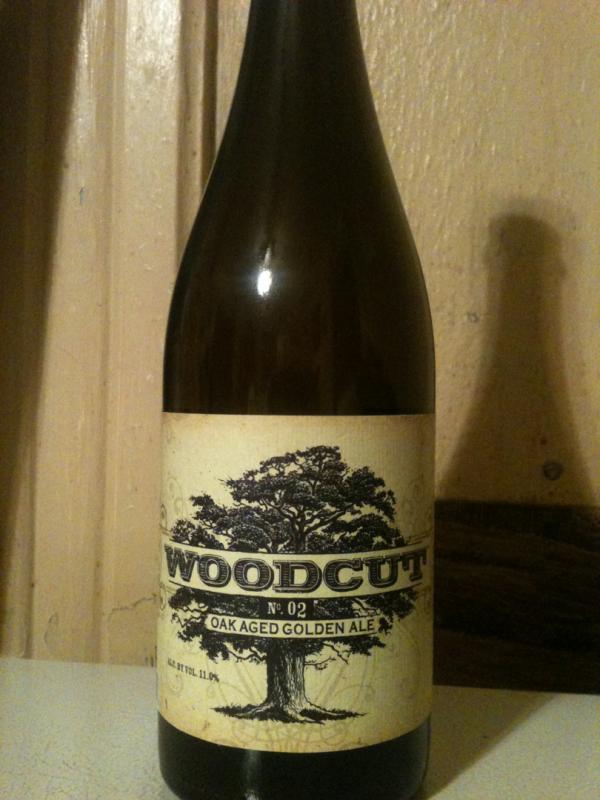 WOODCUT
Nº. 02
OAK AGED GOLDEN ALE
ALC. BY VOL. 11.0%